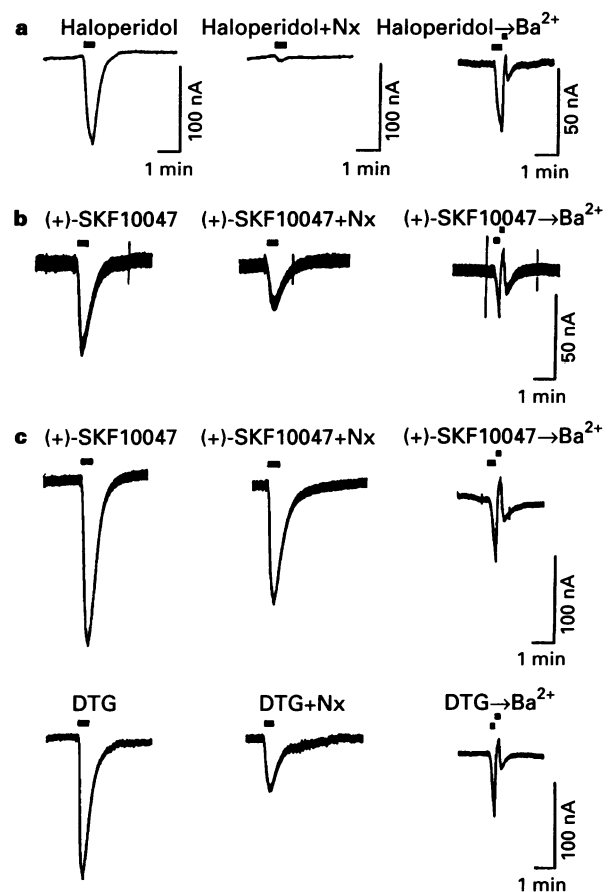 a Haloperidol Haloperidol+Nx Haloperidol→Ba²⁺
100 nA 100 nA 50 nA
1 min 1 min 1 min
b (+)-SKF10047 (+)-SKF10047+Nx (+)-SKF10047→Ba²⁺
50 nA
1 min
c (+)-SKF10047 (+)-SKF10047+Nx (+)-SKF10047→Ba²⁺
100 nA
1 min
DTG DTG+Nx DTG→Ba²⁺
100 nA
1 min